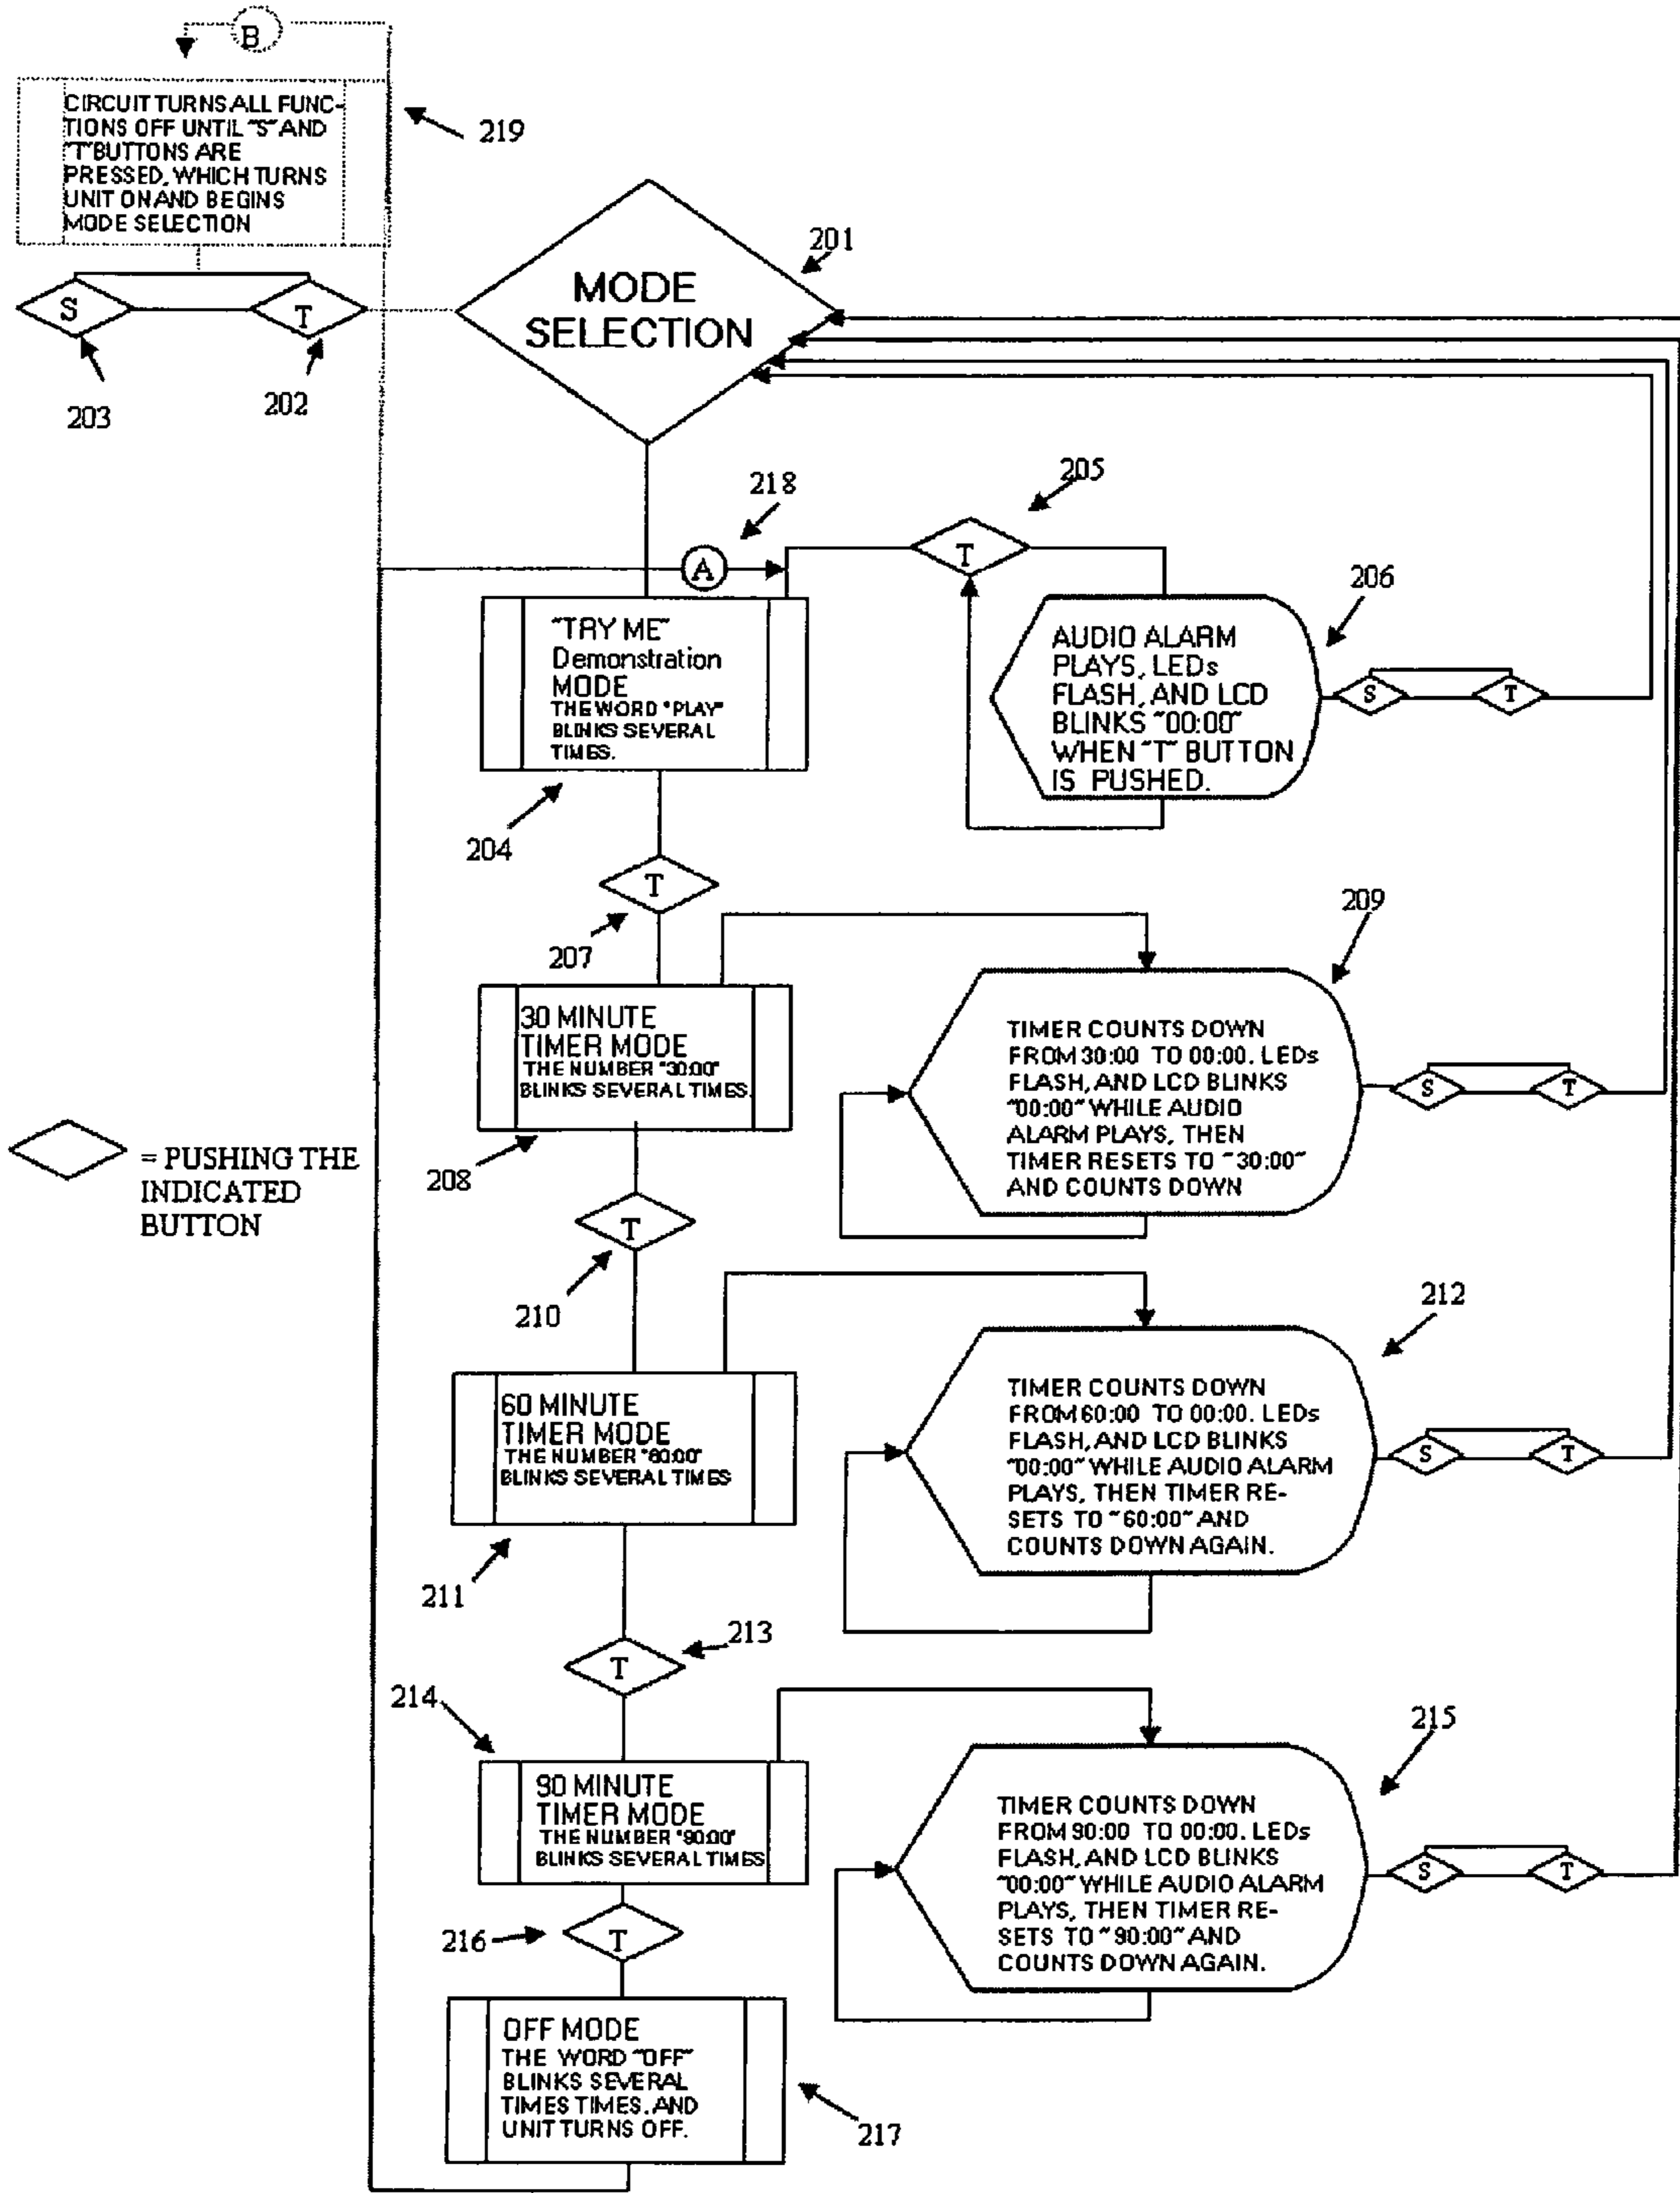 B
CIRCUIT TURNS ALL FUNC-
TIONS OFF UNTIL "S" AND
"T" BUTTONS ARE
PRESSED, WHICH TURNS
UNIT ON AND BEGINS
MODE SELECTION
219
S
T
203
202
MODE
SELECTION
201
A
218
T
205
"TRY ME"
Demonstration
MODE
THE WORD "PLAY"
BLINKS SEVERAL
TIMES.
204
AUDIO ALARM
PLAYS, LEDs
FLASH, AND LCD
BLINKS "00:00"
WHEN "T" BUTTON
IS PUSHED.
206
S
T
T
207
30 MINUTE
TIMER MODE
THE NUMBER "30:00"
BLINKS SEVERAL TIMES.
208
TIMER COUNTS DOWN
FROM 30:00 TO 00:00. LEDs
FLASH, AND LCD BLINKS
"00:00" WHILE AUDIO
ALARM PLAYS, THEN
TIMER RESETS TO "30:00"
AND COUNTS DOWN
209
S
T
= PUSHING THE
INDICATED
BUTTON
T
210
60 MINUTE
TIMER MODE
THE NUMBER "60:00"
BLINKS SEVERAL TIMES
211
TIMER COUNTS DOWN
FROM 60:00 TO 00:00. LEDs
FLASH, AND LCD BLINKS
"00:00" WHILE AUDIO ALARM
PLAYS, THEN TIMER RE-
SETS TO "60:00" AND
COUNTS DOWN AGAIN.
212
S
T
T
213
214
90 MINUTE
TIMER MODE
THE NUMBER "90:00"
BLINKS SEVERAL TIMES
TIMER COUNTS DOWN
FROM 90:00 TO 00:00. LEDs
FLASH, AND LCD BLINKS
"00:00" WHILE AUDIO ALARM
PLAYS, THEN TIMER RE-
SETS TO "90:00" AND
COUNTS DOWN AGAIN.
215
S
T
216
T
OFF MODE
THE WORD "OFF"
BLINKS SEVERAL
TIMES TIMES. AND
UNIT TURNS OFF.
217